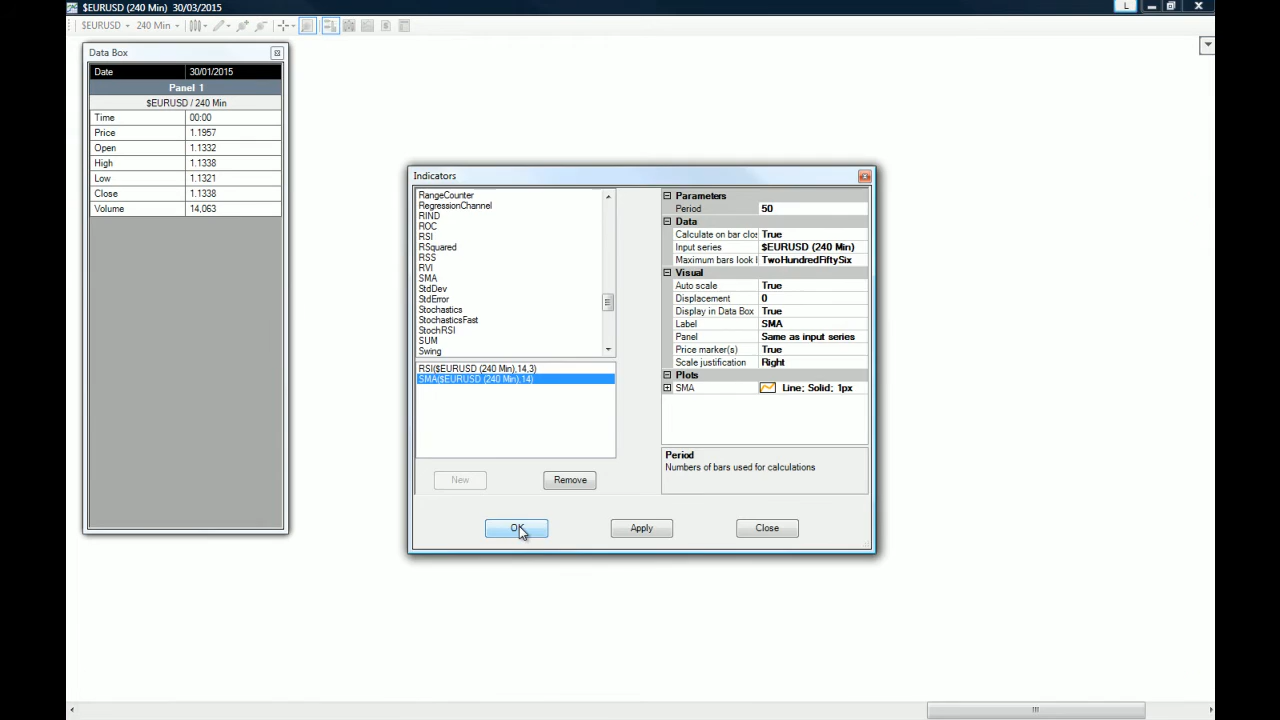 $EURUSD (240 Min) 30/03/2015
L
$EURUSD 240 Min
Data Box
Date 30/01/2015
Panel 1
$EURUSD / 240 Min
Time 00:00
Price 1.1957
Open 1.1332
High 1.1338
Low 1.1321
Close 1.1338
Volume 14,063
Indicators
RangeCounter
RegressionChannel
RIND
ROC
RSI
RSquared
RSS
RVI
SMA
StdDev
StdError
Stochastics
StochasticsFast
StochRSI
SUM
Swing
RSI($EURUSD (240 Min),14,3)
SMA($EURUSD (240 Min),14)
New Remove
Parameters
Period 50
Data
Calculate on bar clos True
Input series $EURUSD (240 Min)
Maximum bars look l TwoHundredFiftySix
Visual
Auto scale True
Displacement 0
Display in Data Box True
Label SMA
Panel Same as input series
Price marker(s) True
Scale justification Right
Plots
SMA Line; Solid; 1px
Period
Numbers of bars used for calculations
OK Apply Close